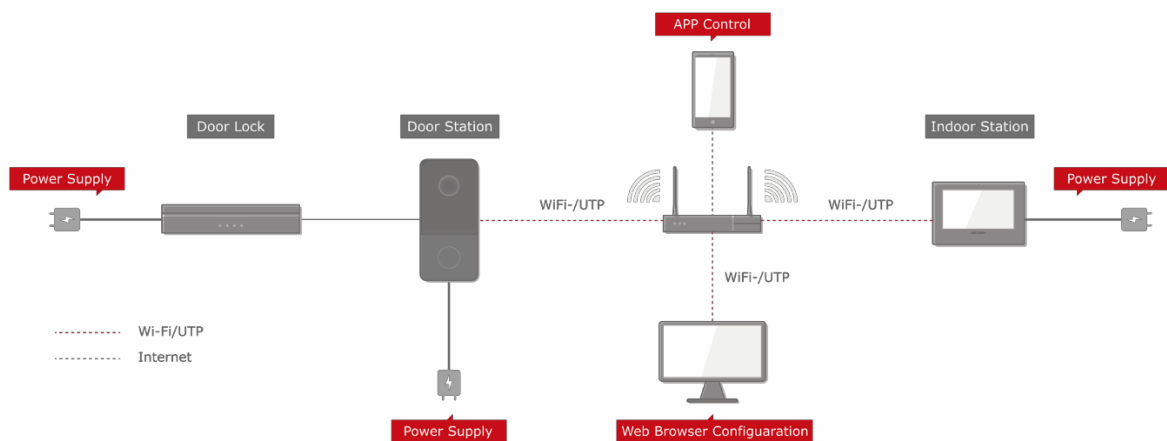 APP Control
Door Lock
Door Station
Indoor Station
Power Supply
Power Supply
WiFi-/UTP
WiFi-/UTP
WiFi-/UTP
Wi-Fi/UTP
Internet
Power Supply
Web Browser Configuaration